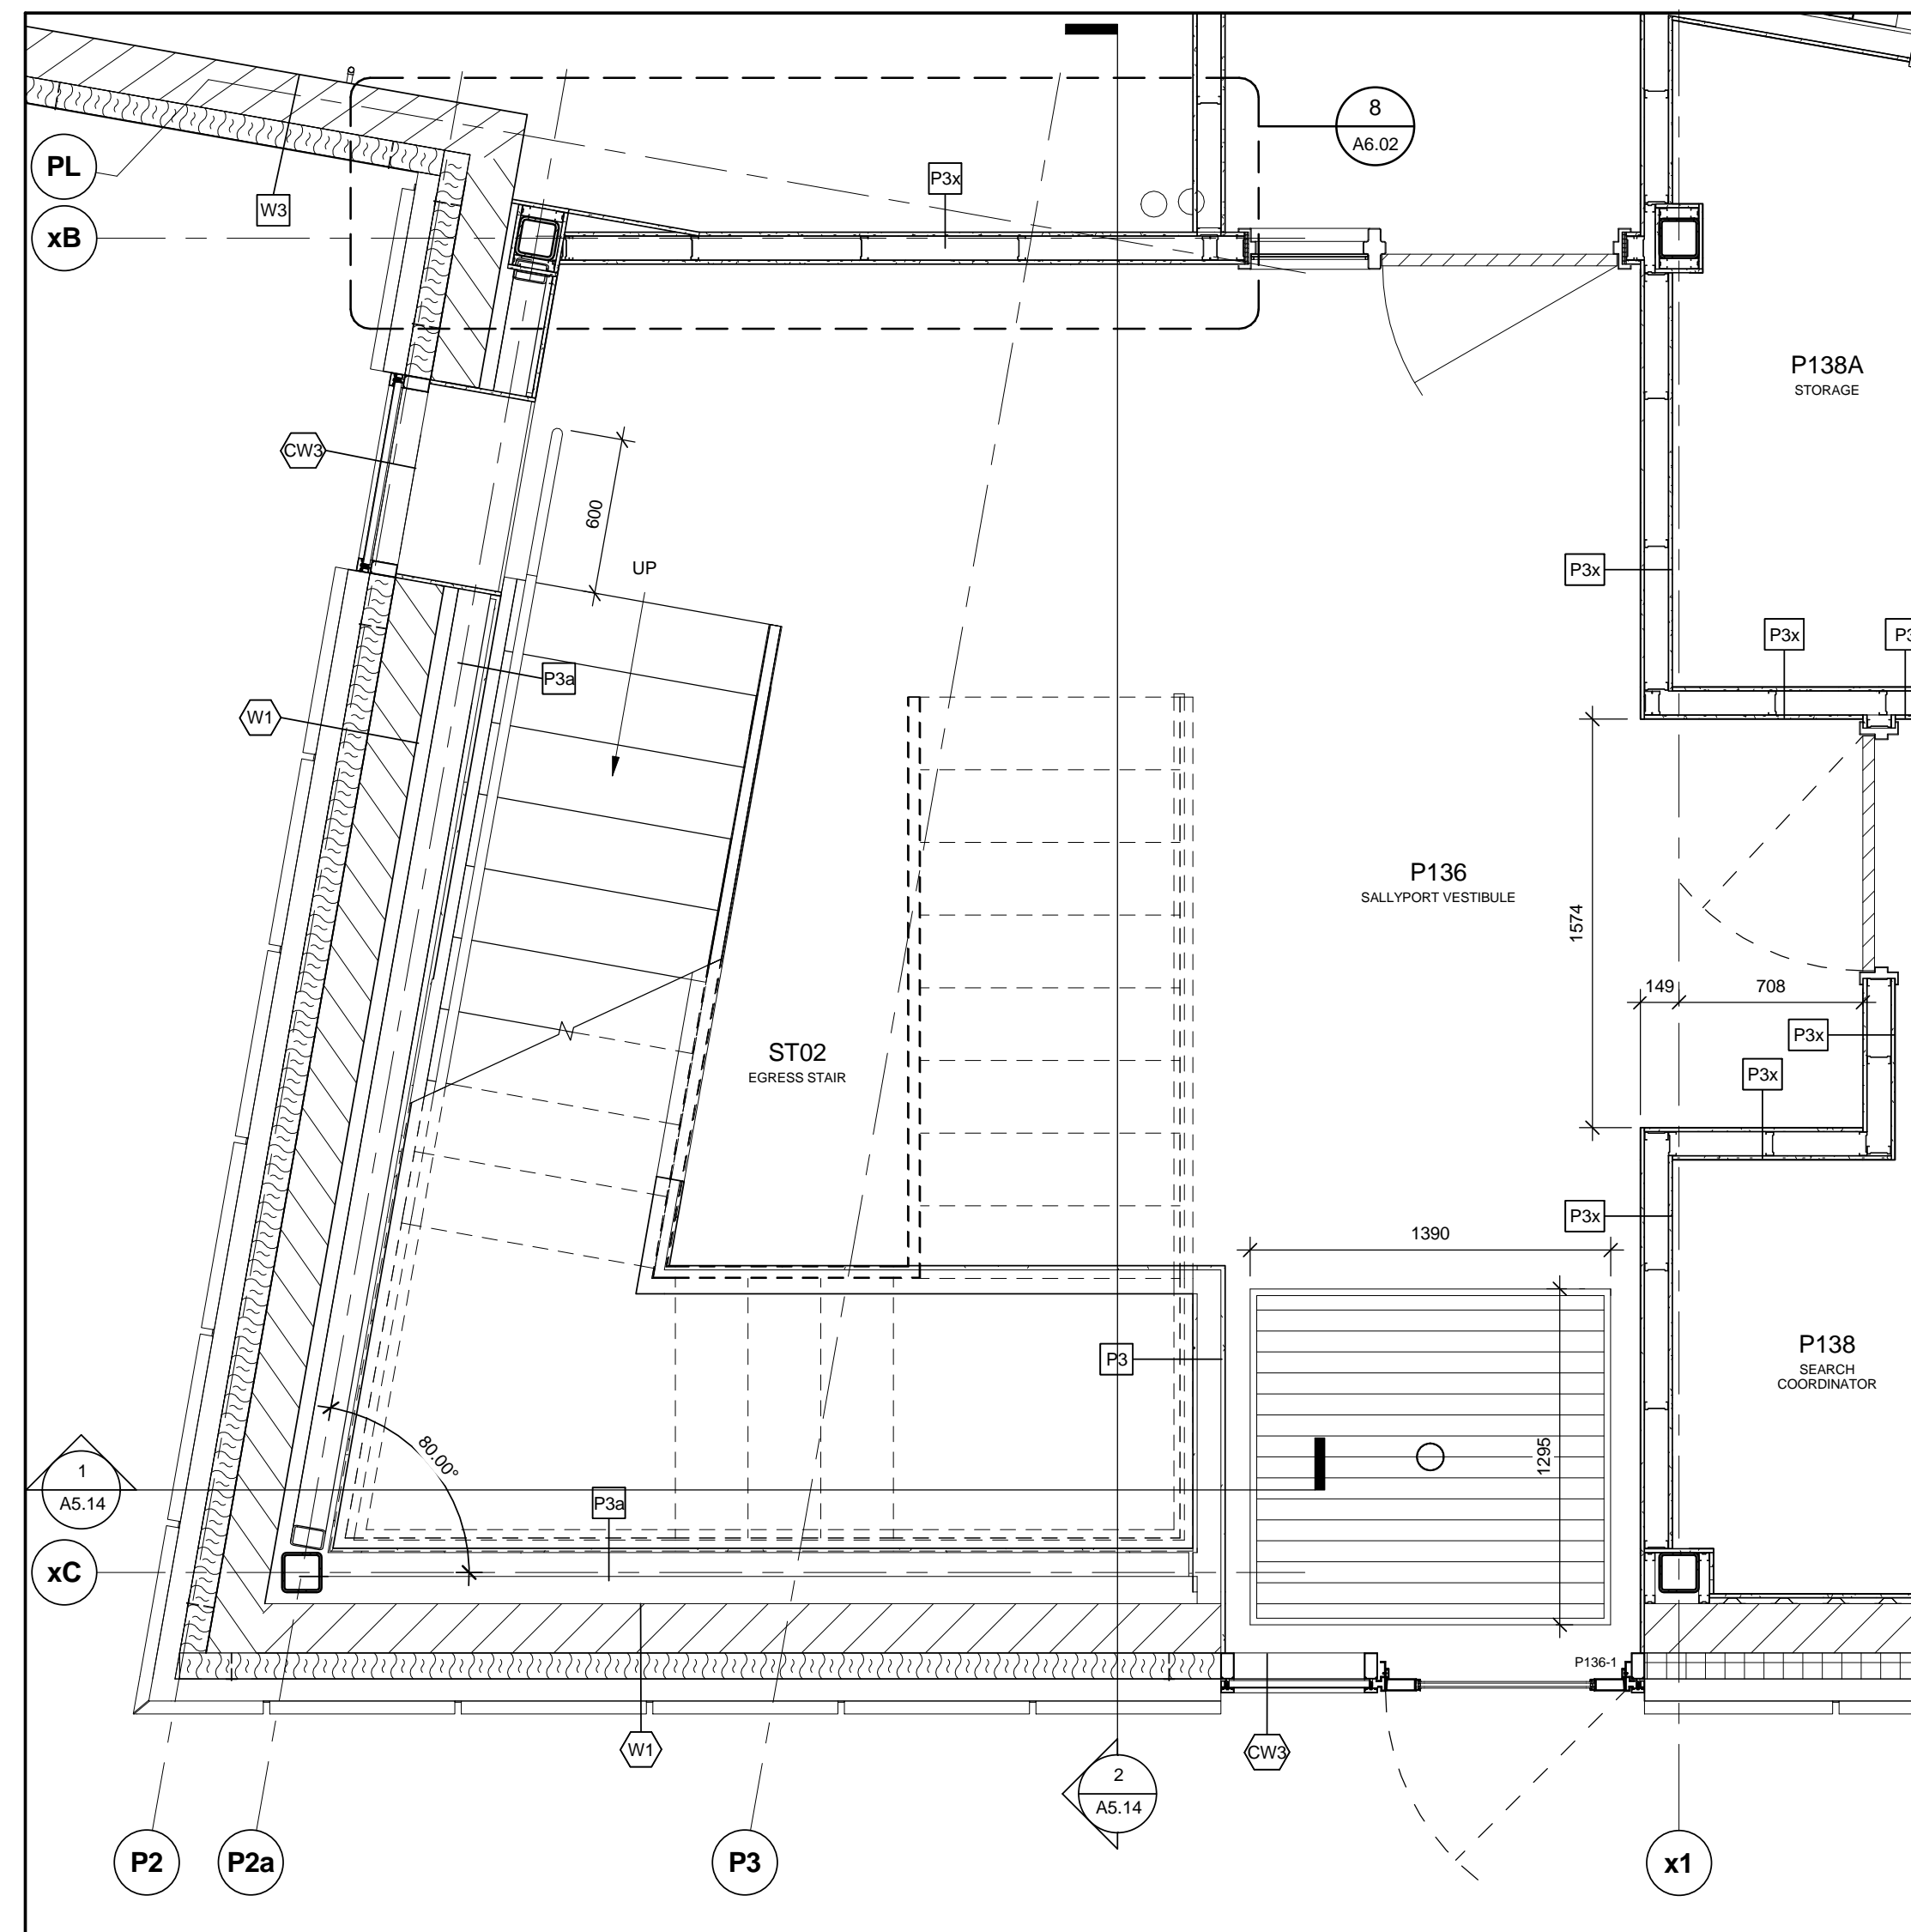 8
A6.02
PL
W3
P3x
xB
P138A
STORAGE
CW3
600
UP
P3x
P3x
P3
P3a
W1
P136
SALLYPORT VESTIBULE
1574
149
708
P3x
ST02
EGRESS STAIR
P3x
P3x
1390
P138
SEARCH
COORDINATOR
P3
80.00°
1295
1
A5.14
P3a
xC
P136-1
W1
CW3
2
A5.14
P2
P2a
P3
x1